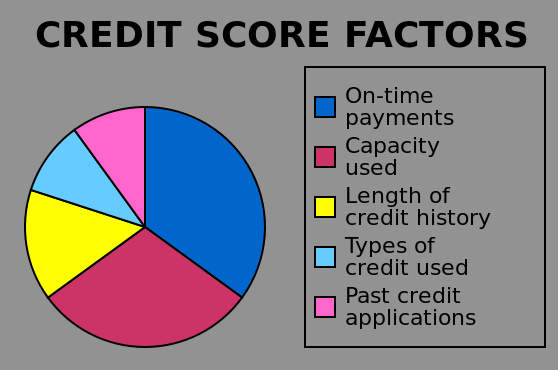 CREDIT SCORE FACTORS
On-time
payments
Capacity
used
Length of
credit history
Types of
credit used
Past credit
applications